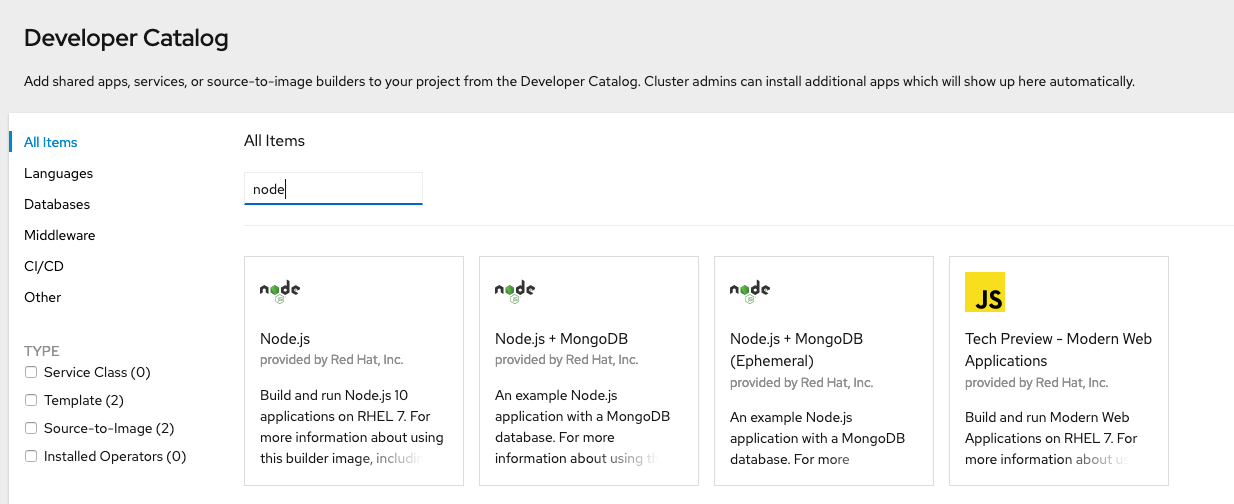 Developer Catalog
Add shared apps, services, or source-to-image builders to your project from the Developer Catalog. Cluster admins can install additional apps which will show up here automatically.
All Items
Languages
Databases
Middleware
CI/CD
Other
TYPE
Service Class (0)
Template (2)
Source-to-Image (2)
Installed Operators (0)
All Items
node
node
JS
Node.js
provided by Red Hat, Inc.
Build and run Node.js 10
applications on RHEL 7. For
more information about using
this builder image, includin
node
JS
Node.js + MongoDB
provided by Red Hat, Inc.
An example Node.js
application with a MongoDB
database. For more
information about using th
node
JS
Node.js + MongoDB
(Ephemeral)
provided by Red Hat, Inc.
An example Node.js
application with a MongoDB
database. For more
JS
Tech Preview - Modern Web
Applications
provided by Red Hat, Inc.
Build and run Modern Web
Applications on RHEL 7. For
more information about us